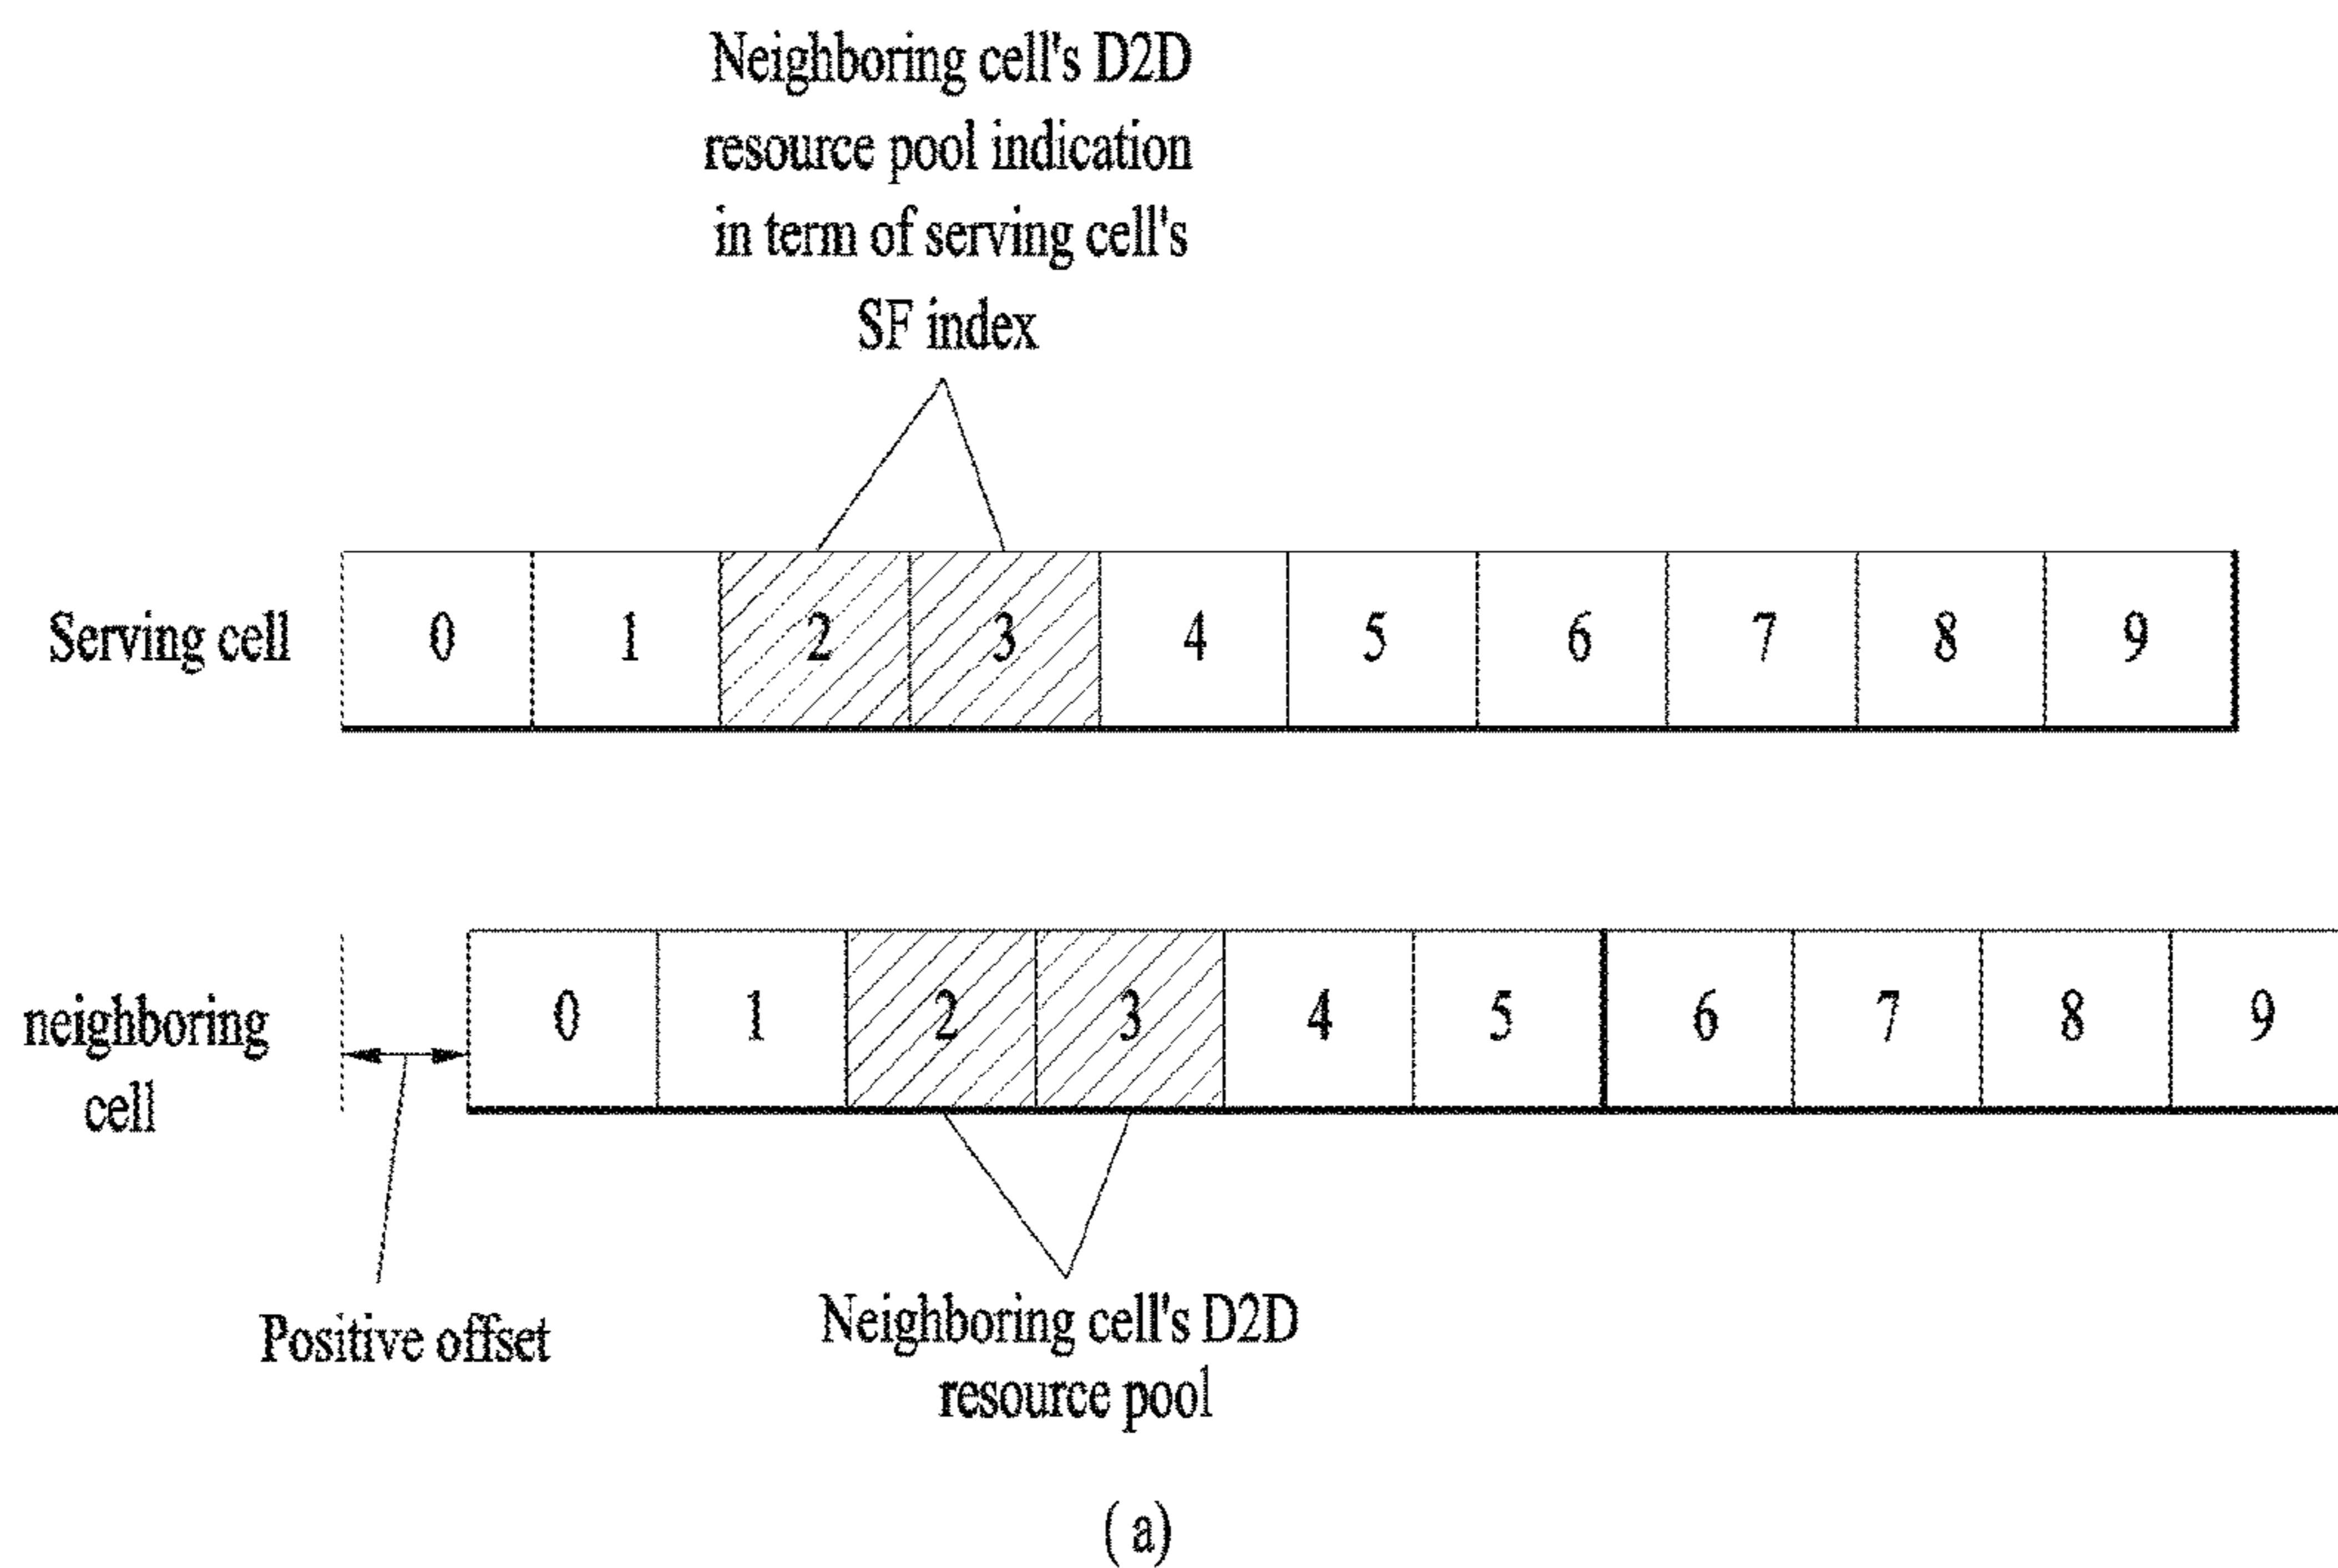 Neighboring cell's D2D
resource pool indication
in term of serving cell's
SF index
Serving cell 0 1 2 3 4 5 6 7 8 9
neighboring
cell
0 1 2 3 4 5 6 7 8 9
Positive offset
Neighboring cell's D2D
resource pool
( a)